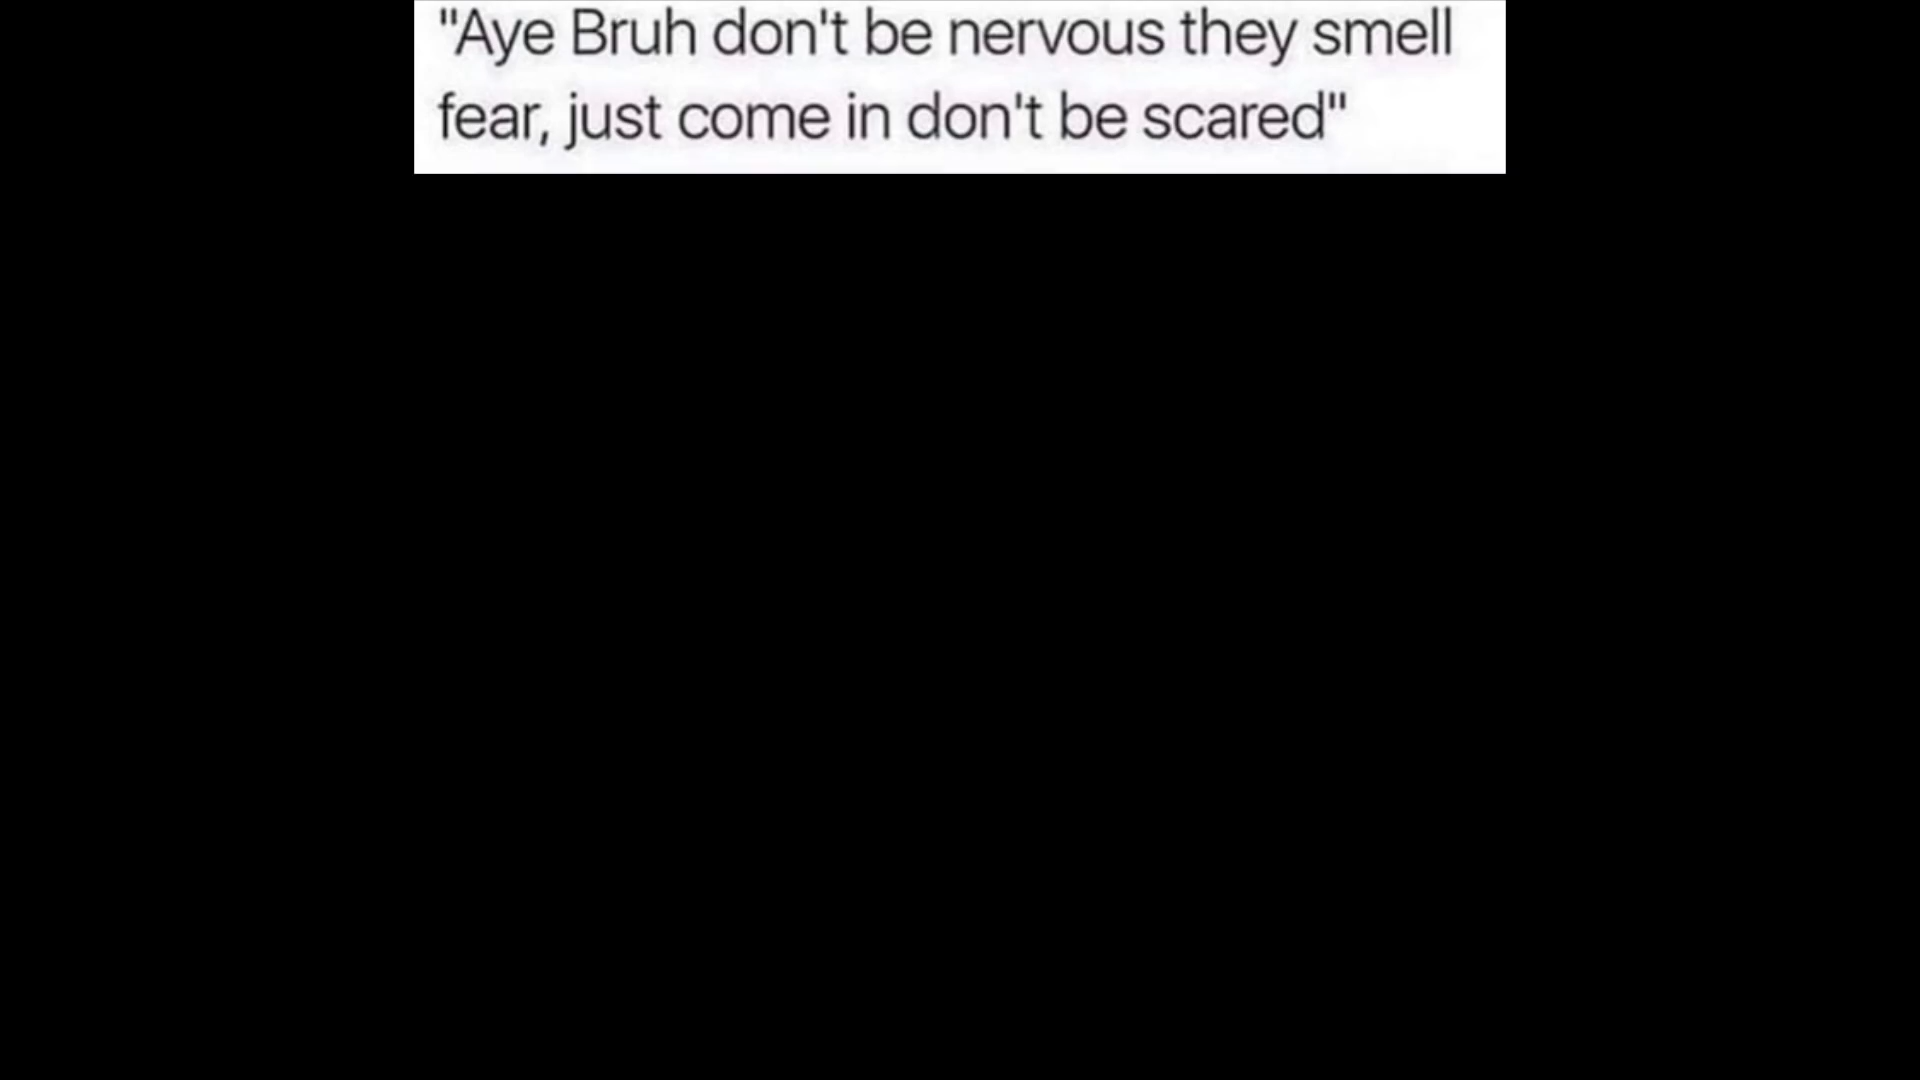 "Aye Bruh don't be nervous they smell
fear, just come in don't be scared"